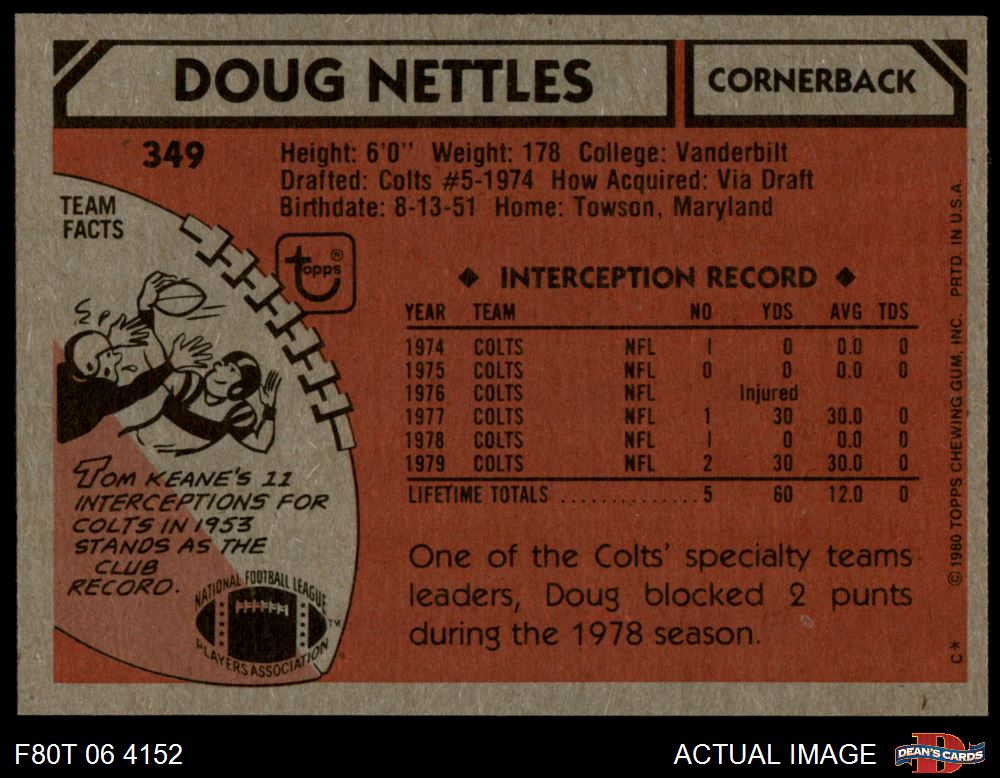 DOUG NETTLES
CORNERBACK
349
Height: 6'0" Weight: 178 College: Vanderbilt
Drafted: Colts #5-1974 How Acquired: Via Draft
Birthdate: 8-13-51 Home: Towson, Maryland
TEAM
FACTS
topps®
◆ INTERCEPTION RECORD ◆
YEAR TEAM NO YDS AVG TDS
1974 COLTS NFL 1 0 0.0 0
1975 COLTS NFL 0 0 0.0 0
1976 COLTS NFL Injured
1977 COLTS NFL 1 30 30.0 0
1978 COLTS NFL 1 0 0.0 0
1979 COLTS NFL 2 30 30.0 0
LIFETIME TOTALS ............... 5 60 12.0 0
TOM KEANE'S 11
INTERCEPTIONS FOR
COLTS IN 1953
STANDS AS THE
CLUB
RECORD.
NATIONAL FOOTBALL LEAGUE
PLAYERS ASSOCIATION
TM
One of the Colts' specialty teams
leaders, Doug blocked 2 punts
during the 1978 season.
C* © 1980 TOPPS CHEWING GUM, INC. PRTD. IN U.S.A.
F80T 06 4152
ACTUAL IMAGE
D
DEAN'S CARDS